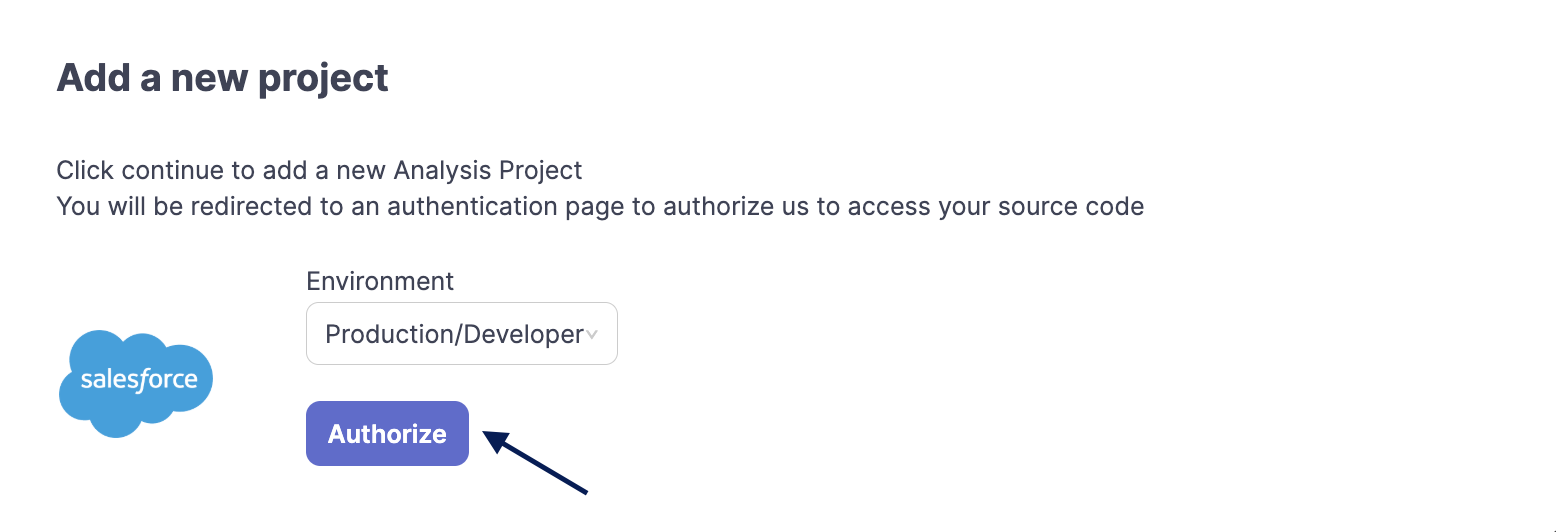 Add a new project
Click continue to add a new Analysis Project
You will be redirected to an authentication page to authorize us to access your source code
Environment
Production/Developer
salesforce
Authorize